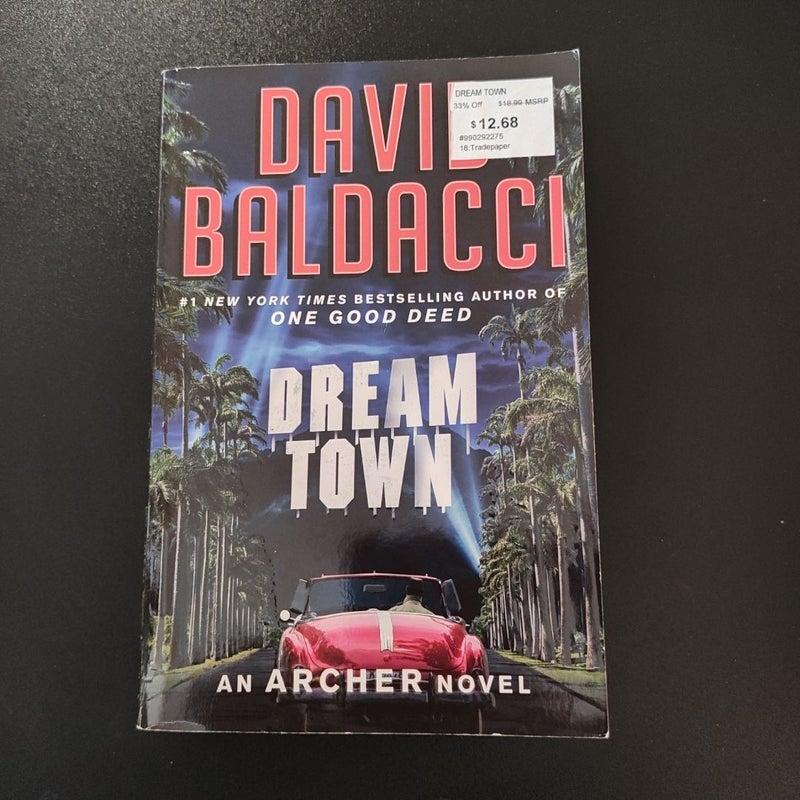 DAVID
BALDACCI
DREAM TOWN
33% Off $18.99 MSRP
$12.68
#990292275
18:Tradepaper
#1 NEW YORK TIMES BESTSELLING AUTHOR OF
ONE GOOD DEED
DREAM
TOWN
AN ARCHER NOVEL